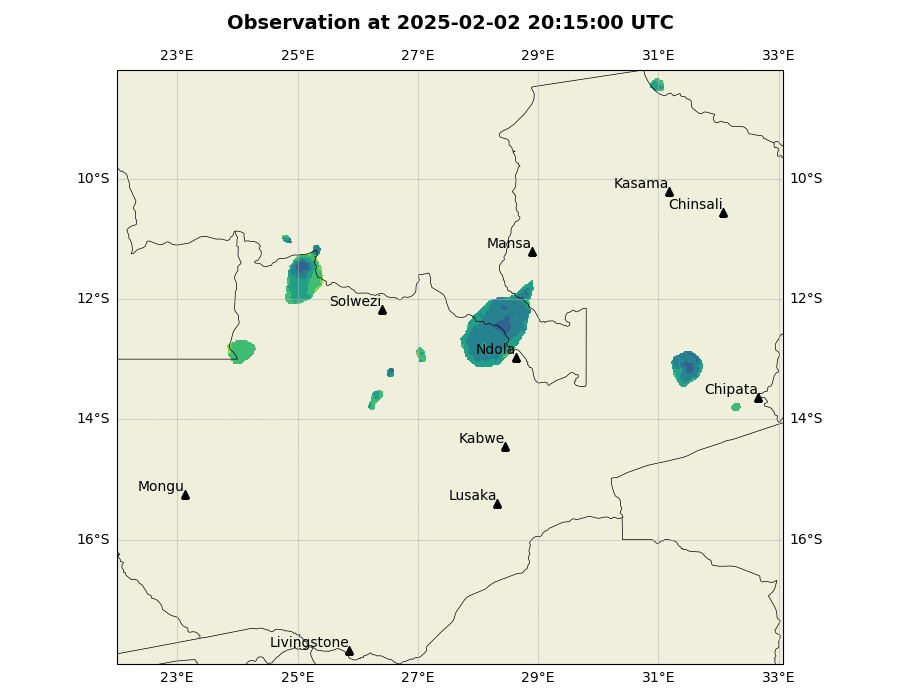 Observation at 2025-02-02 20:15:00 UTC
23°E 25°E 27°E 29°E 31°E 33°E
10°S 10°S
Kasama
Chinsali
Mansa
12°S 12°S
Solwezi
Ndola
Chipata
14°S 14°S
Kabwe
Mongu
Lusaka
16°S 16°S
Livingstone
23°E 25°E 27°E 29°E 31°E 33°E